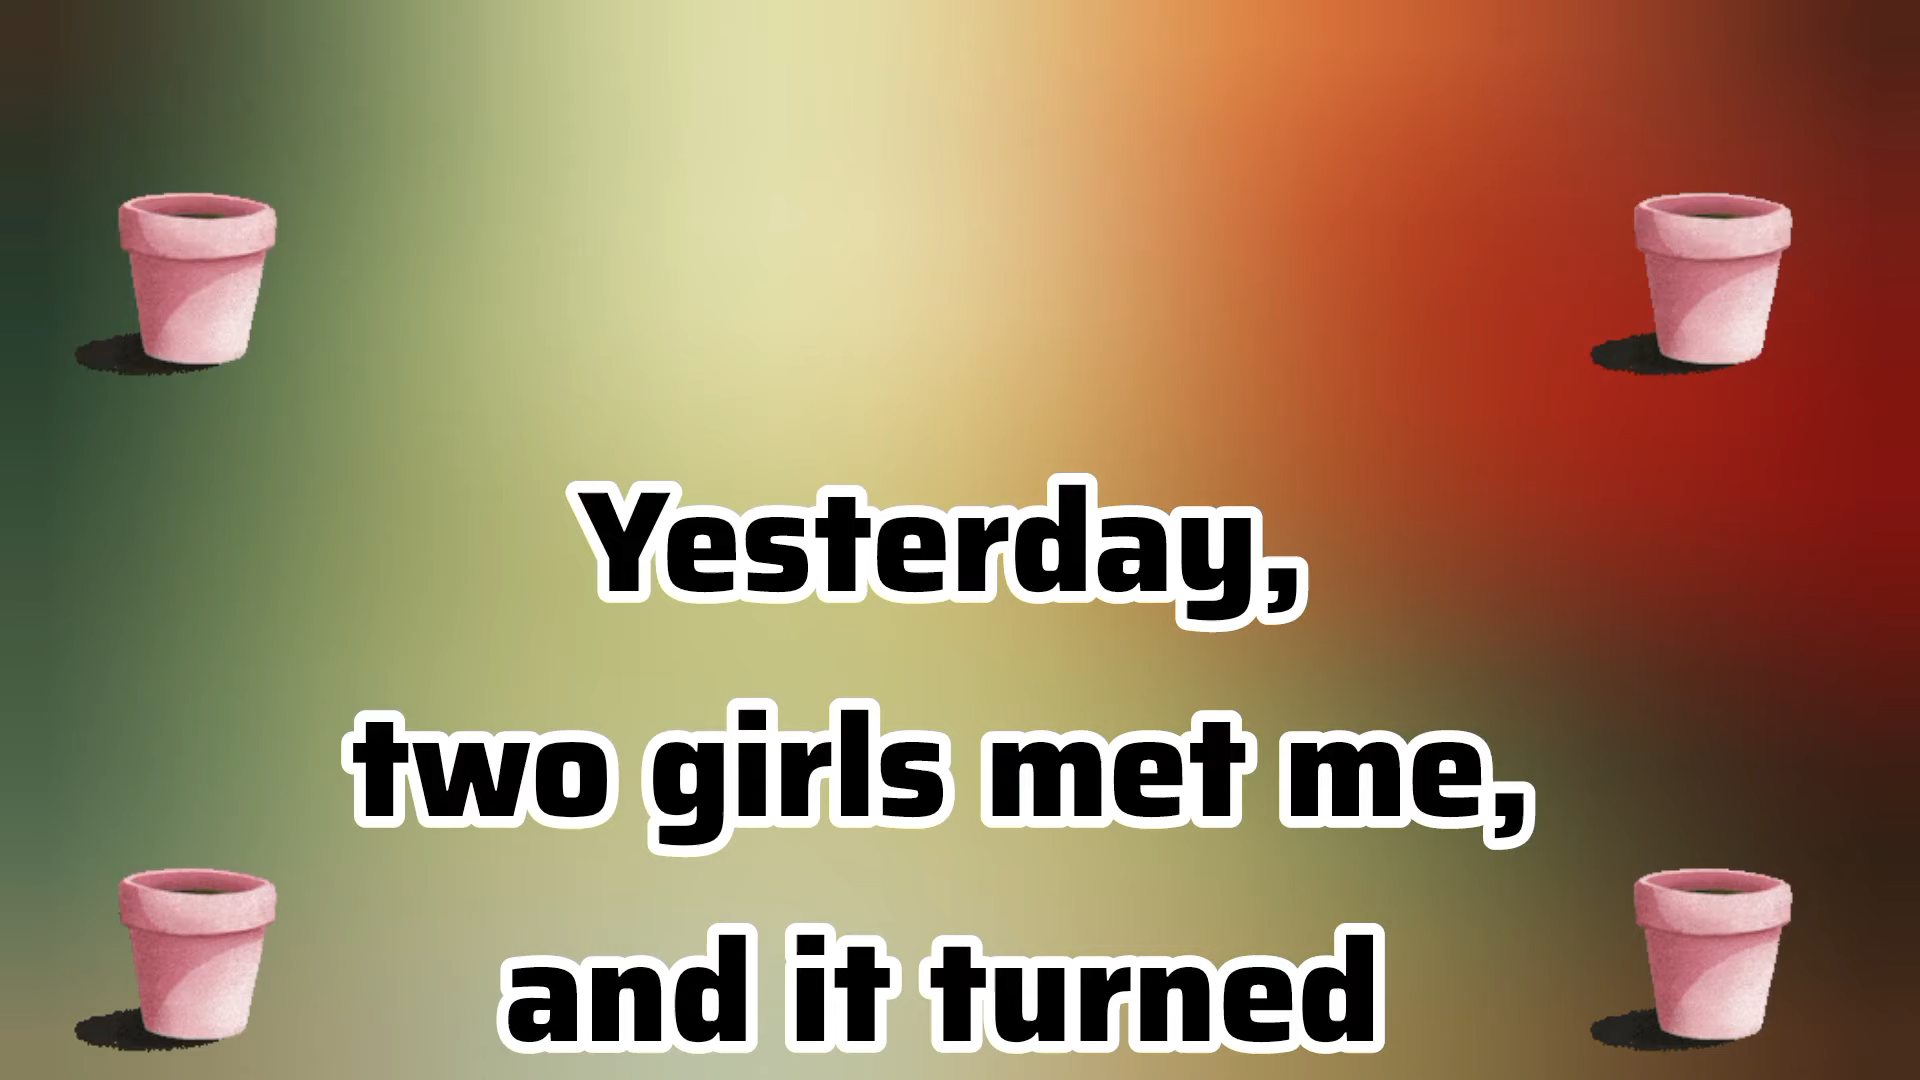 Yesterday,
two girls met me,
and it turned